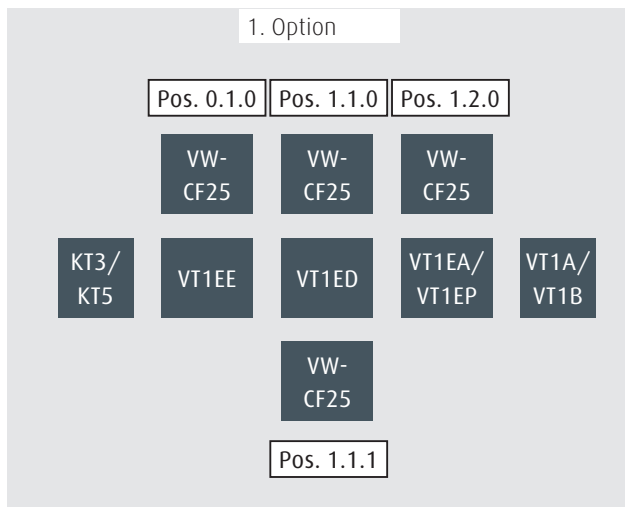 1. Option
Pos. 0.1.0 Pos. 1.1.0 Pos. 1.2.0
VW-
CF25
VW-
CF25
VW-
CF25
KT3/
KT5
VT1EE
VT1ED
VT1EA/
VT1EP
VT1A/
VT1B
VW-
CF25
Pos. 1.1.1